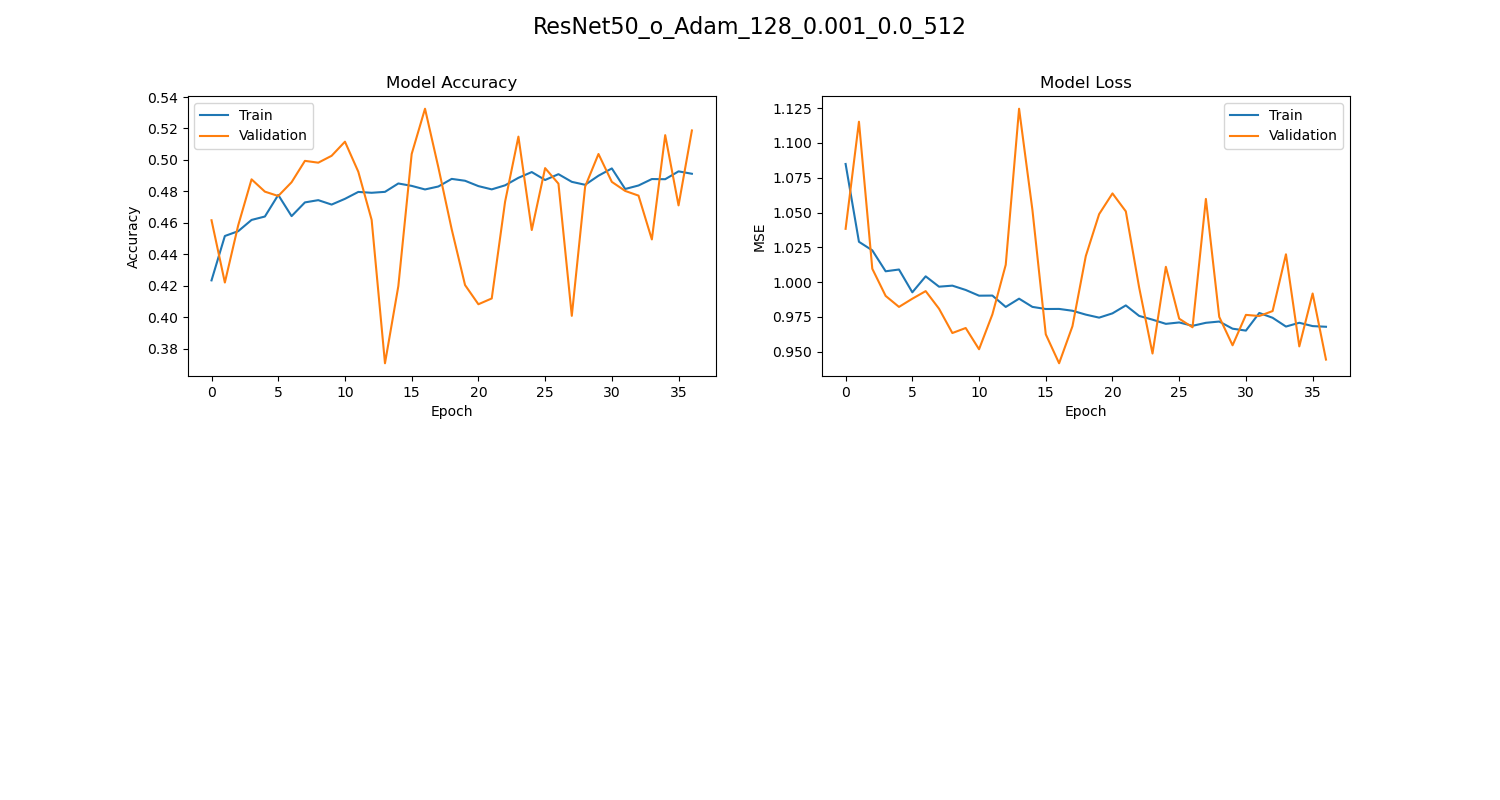 ResNet50_o_Adam_128_0.001_0.0_512
Model Accuracy
Train
Validation
0.54
0.52
0.50
0.48
0.46
0.44
0.42
0.40
0.38
Accuracy
0 5 10 15 20 25 30 35
Epoch
Model Loss
Train
Validation
1.125
1.100
1.075
1.050
1.025
1.000
0.975
0.950
MSE
0 5 10 15 20 25 30 35
Epoch